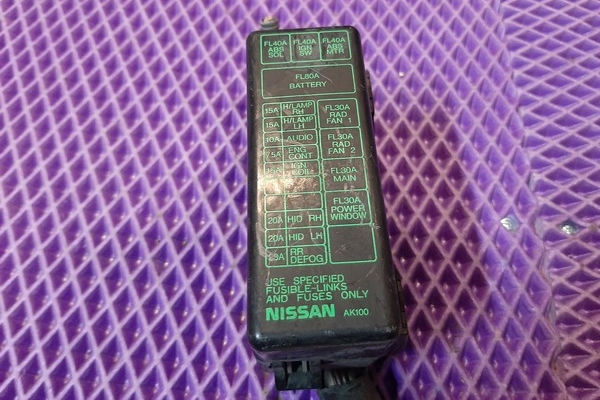 FL40A FL40A FL40A
ABS IGN ABS
SOL SW MTR
FL80A
BATTERY
15A H/LAMP RH
15A H/LAMP LH
10A AUDIO
7.5A ENG CONT
IGN COIL
20A HID RH
20A HID LH
RR DEFOG
FL30A
RAD
FAN 1
FL30A
RAD
FAN 2
FL30A
MAIN
FL30A
POWER
WINDOW
USE SPECIFIED
FUSIBLE-LINKS
AND FUSES ONLY
NISSAN AK100